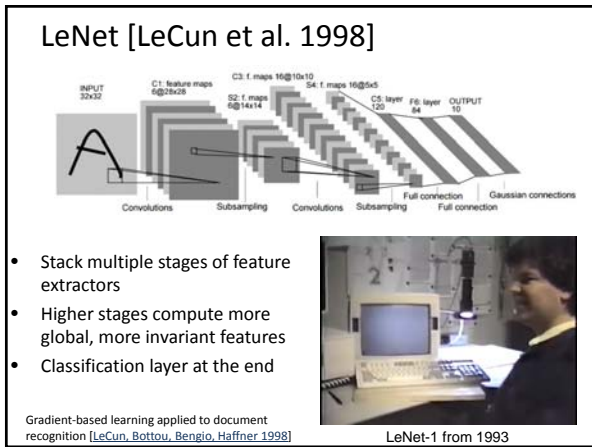 LeNet [LeCun et al. 1998]
INPUT
32x32
C1: feature maps
6@28x28
S2: f. maps
6@14x14
C3: f. maps 16@10x10
S4: f. maps 16@5x5
C5: layer
120
F6: layer
84
OUTPUT
10
Convolutions
Subsampling
Convolutions
Subsampling
Full connection
Full connection
Gaussian connections
• Stack multiple stages of feature
extractors
• Higher stages compute more
global, more invariant features
• Classification layer at the end
2
Gradient-based learning applied to document
recognition [LeCun, Bottou, Bengio, Haffner 1998]
LeNet-1 from 1993